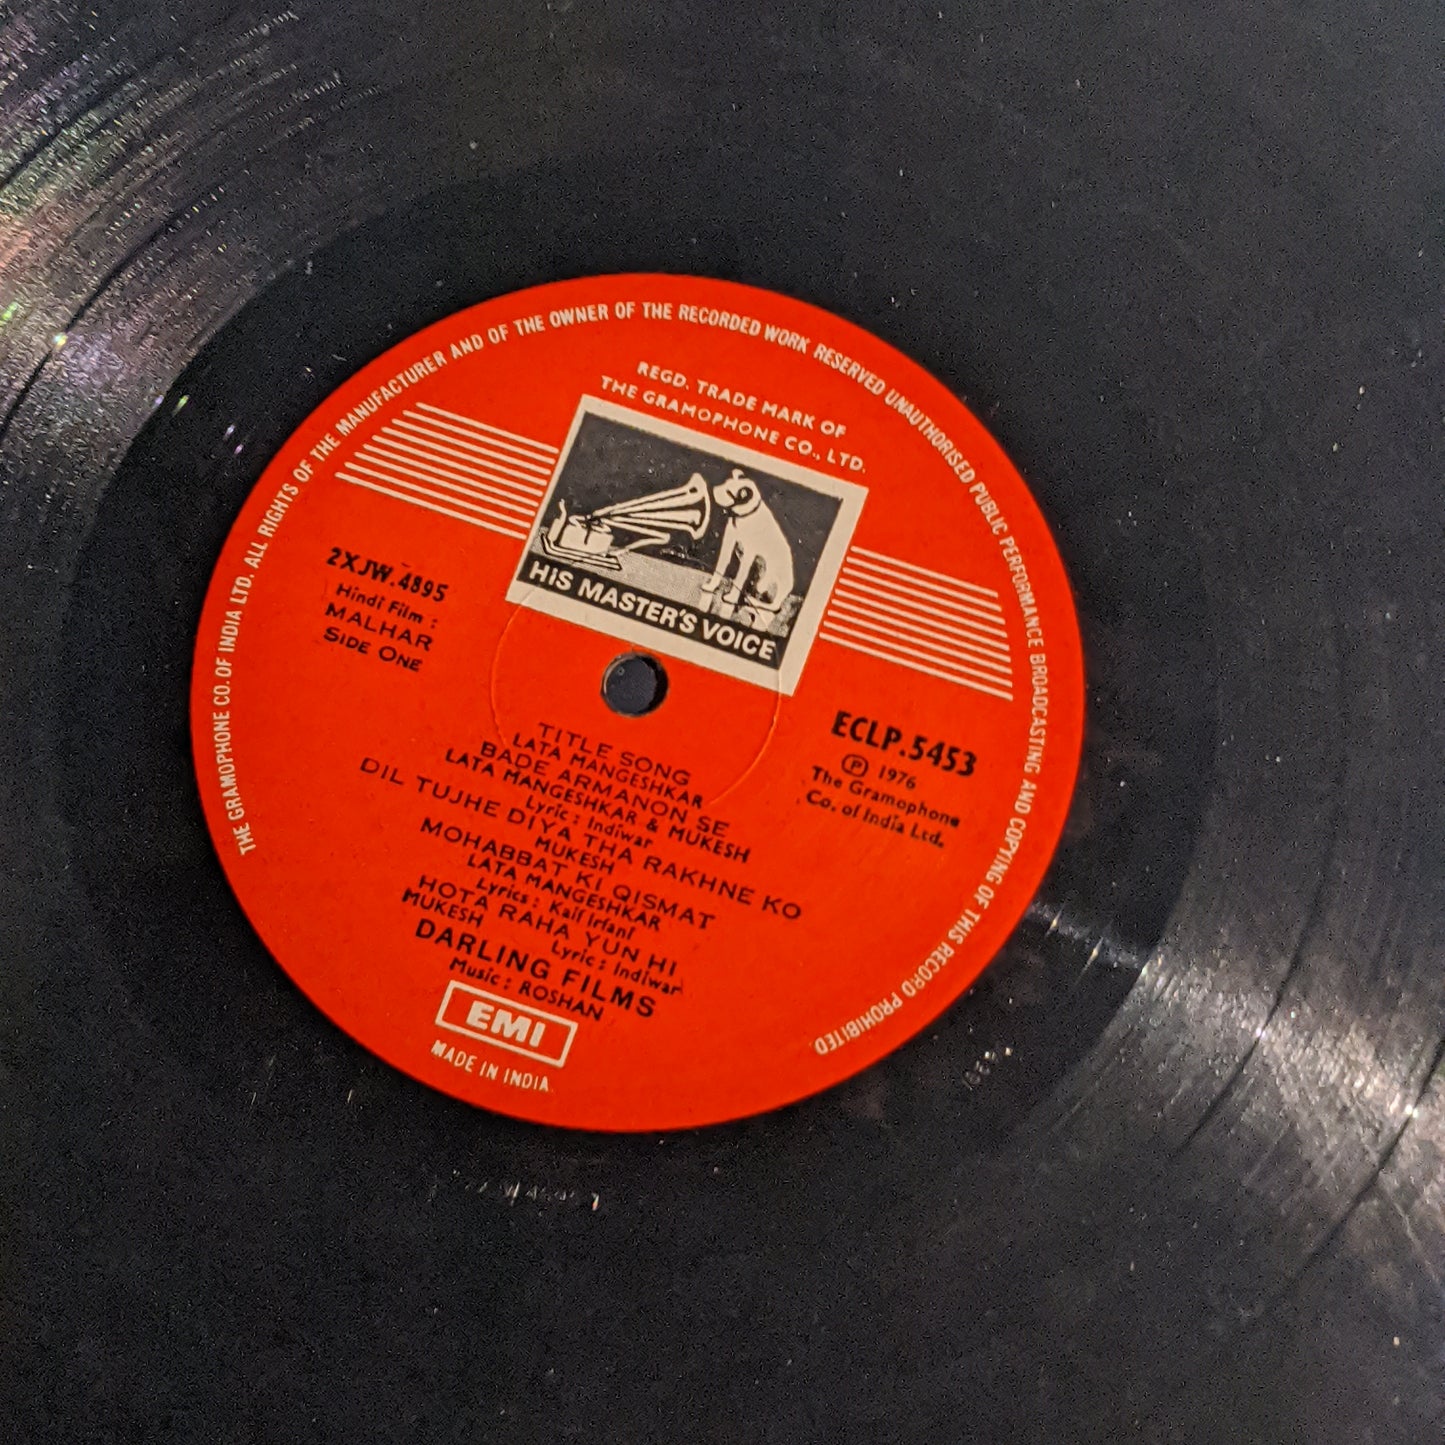 THE GRAMOPHONE CO. OF INDIA LTD. ALL RIGHTS OF THE MANUFACTURER AND OF THE OWNER OF THE RECORDED WORK RESERVED UNAUTHORISED PUBLIC PERFORMANCE BROADCASTING AND COPYING OF THIS RECORD PROHIBITED.
REGD. TRADE MARK OF
THE GRAMOPHONE CO., LTD.
HIS MASTER'S VOICE
2XJW.4895
Hindi Film :
MALHAR
SIDE ONE
ECLP.5453
Ⓟ 1976
The Gramophone
Co. of India Ltd.
TITLE SONG
LATA MANGESHKAR
BADE ARMANON SE
LATA MANGESHKAR & MUKESH
Lyric : Indiwar
DIL TUJHE DIYA THA RAKHNE KO
MUKESH
MOHABBAT KI QISMAT
LATA MANGESHKAR
Lyrics : Kaif Irfani
HOTA RAHA YUN HI
MUKESH Lyric : Indiwar
DARLING FILMS
Music : ROSHAN
EMI
MADE IN INDIA